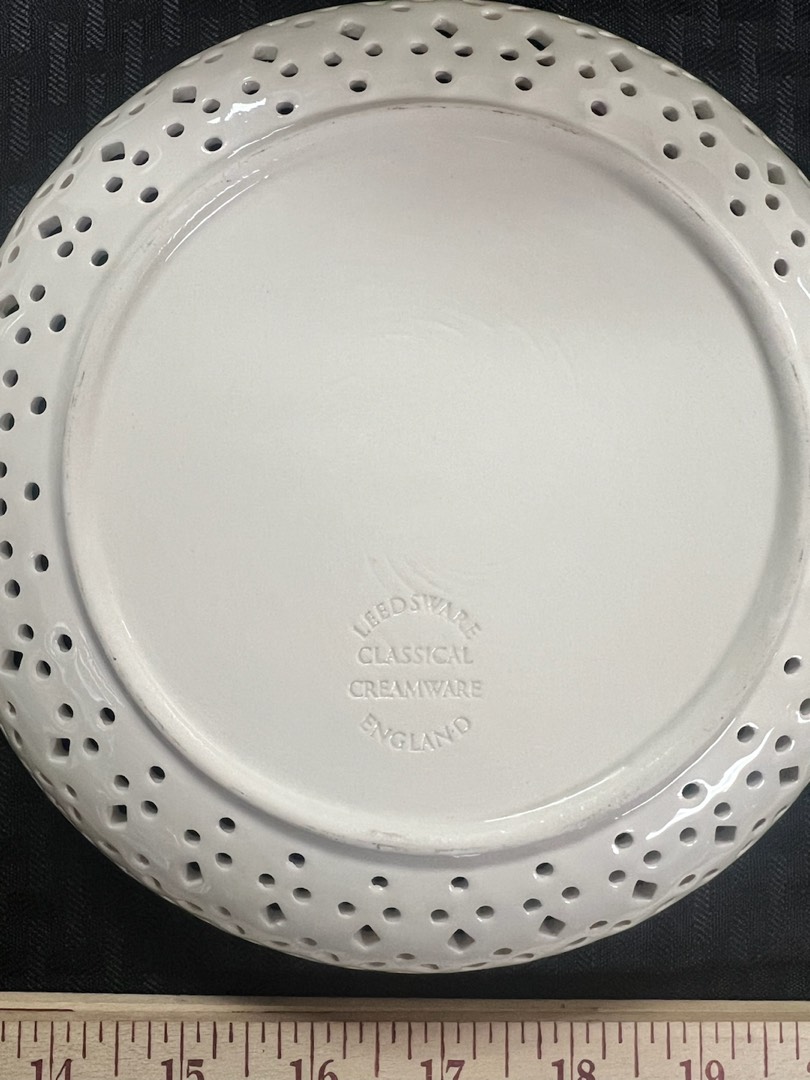 LEEDSWARE
CLASSICAL
CREAMWARE
ENGLAND
14 15 16 17 18 19